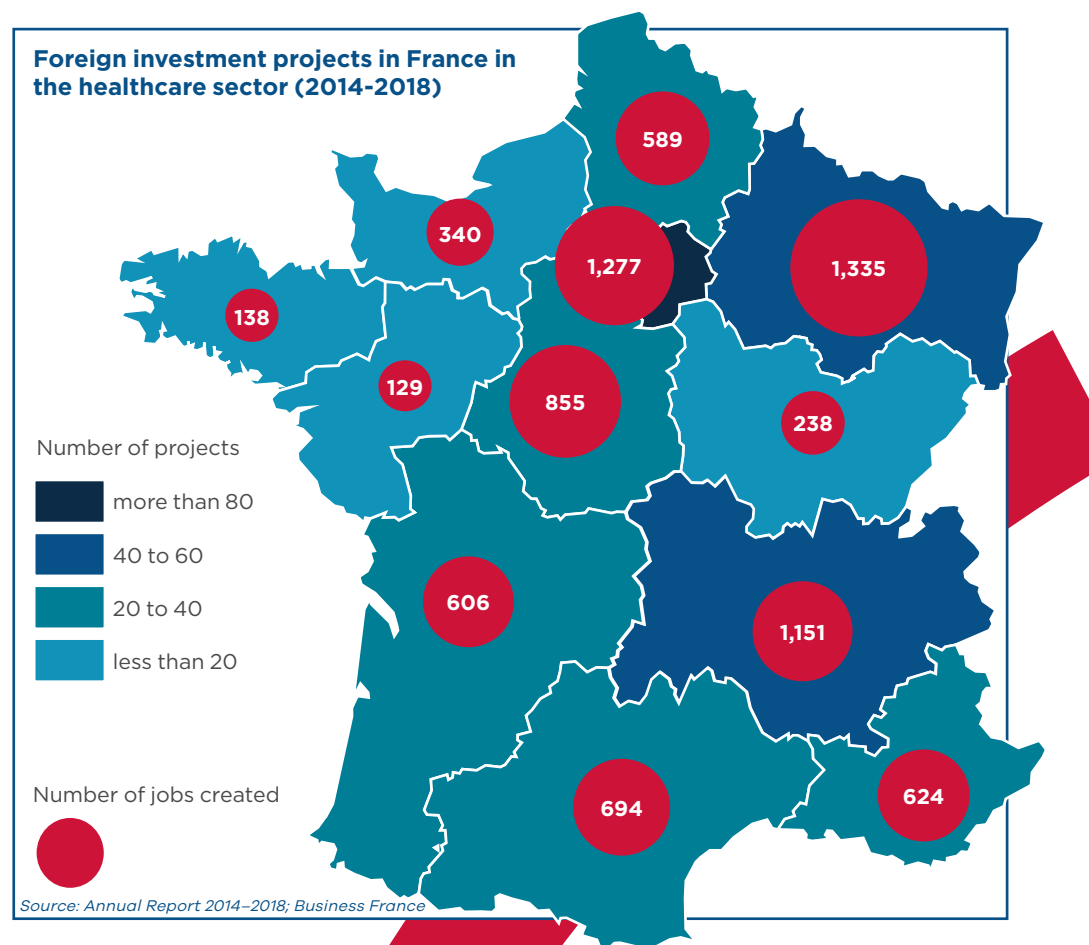 Foreign investment projects in France in
the healthcare sector (2014-2018)
589
340
1,277
1,335
138
129
855
238
Number of projects
more than 80
40 to 60
20 to 40
less than 20
606
1,151
694
624
Number of jobs created
Source: Annual Report 2014–2018; Business France